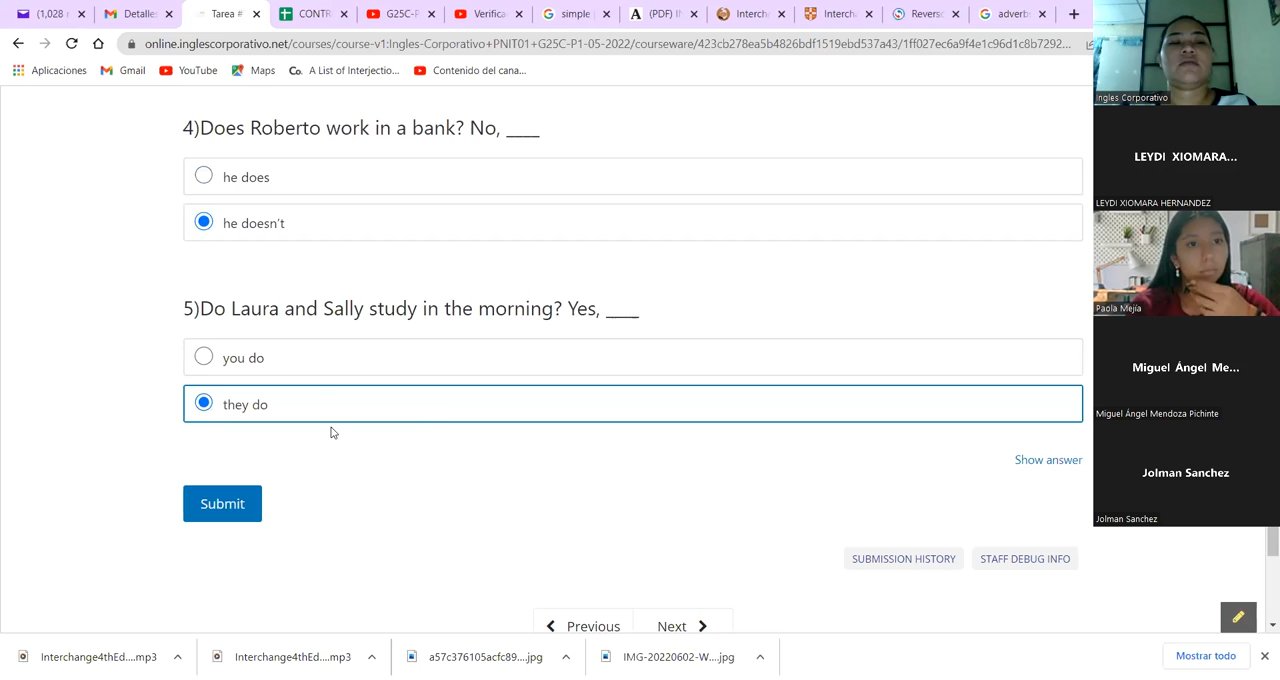 (1,028
Detalles
Tarea #
CONTR
G25C-P
Verifica
simple
(PDF) I
Interch
Interch
Revers
adverb
online.inglescorporativo.net/courses/course-v1:Ingles-Corporativo+PNIT01+G25C-P1-05-2022/courseware/423cb278ea5b4826bdf1519ebd537a43/1ff027ec6a9f4e1c96d1c8b7292...
Aplicaciones
Gmail
YouTube
Maps
Co. A List of Interjectio...
Contenido del cana...
4)Does Roberto work in a bank? No, ____
he does
he doesn't
5)Do Laura and Sally study in the morning? Yes, ____
you do
they do
Show answer
Submit
SUBMISSION HISTORY
STAFF DEBUG INFO
Previous
Next
Ingles Corporativo
LEYDI XIOMARA...
LEYDI XIOMARA HERNANDEZ
Paola Mejía
Miguel Ángel Me...
Miguel Ángel Mendoza Pichinte
Jolman Sanchez
Jolman Sanchez
Interchange4thEd....mp3
Interchange4thEd....mp3
a57c376105acfc89....jpg
IMG-20220602-W....jpg
Mostrar todo